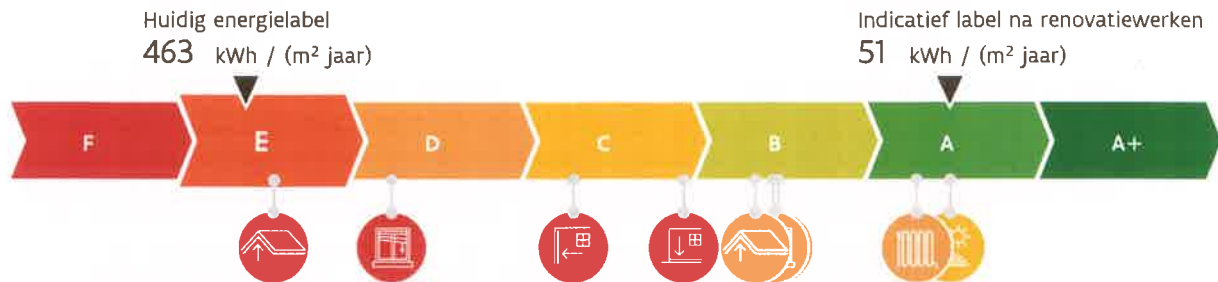 Huidig energielabel
463 kWh / (m² jaar)
Indicatief label na renovatiewerken
51 kWh / (m² jaar)
F E D C B A A+